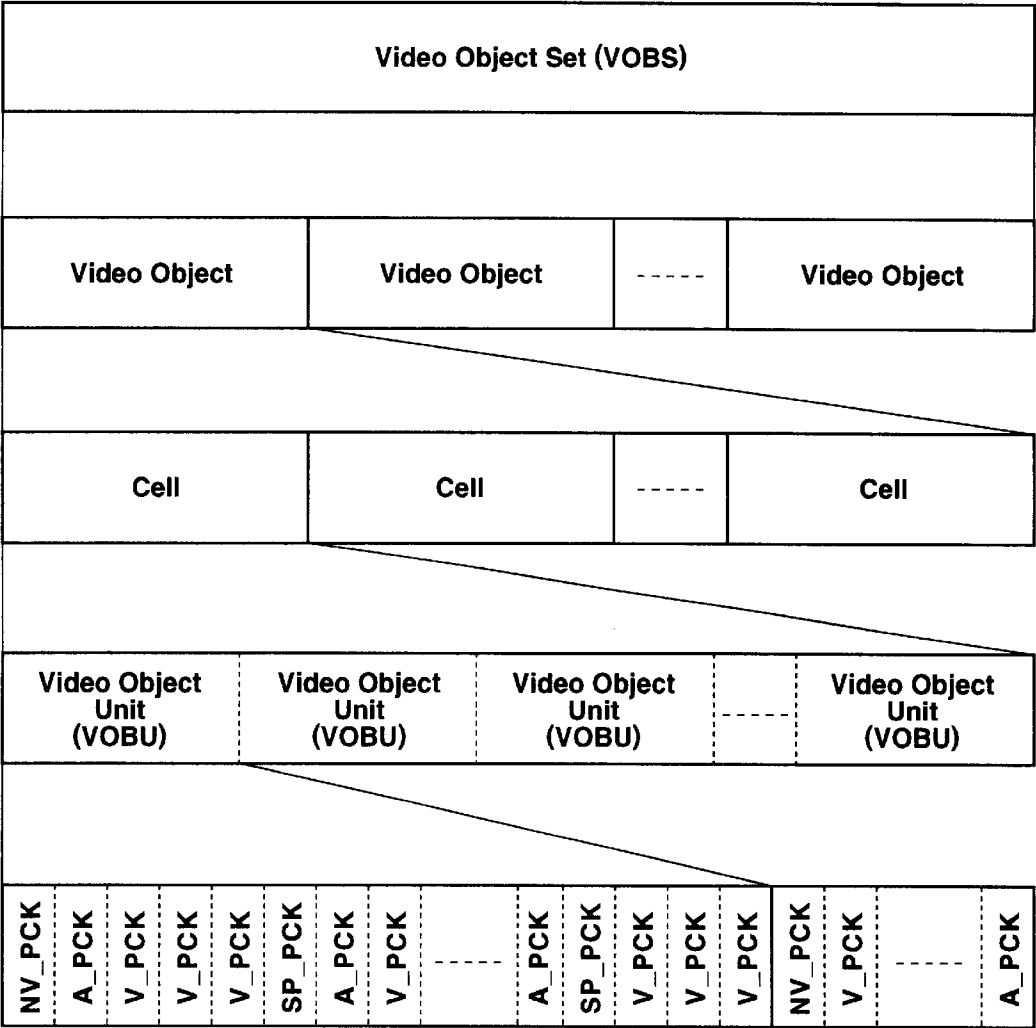 Video Object Set (VOBS)
Video Object
Video Object
Video Object
Cell
Cell
Cell
Video Object
Unit
(VOBU)
Video Object
Unit
(VOBU)
Video Object
Unit
(VOBU)
Video Object
Unit
(VOBU)
NV_PCK
A_PCK
V_PCK
V_PCK
V_PCK
SP_PCK
A_PCK
V_PCK
A_PCK
SP_PCK
V_PCK
V_PCK
V_PCK
NV_PCK
V_PCK
A_PCK